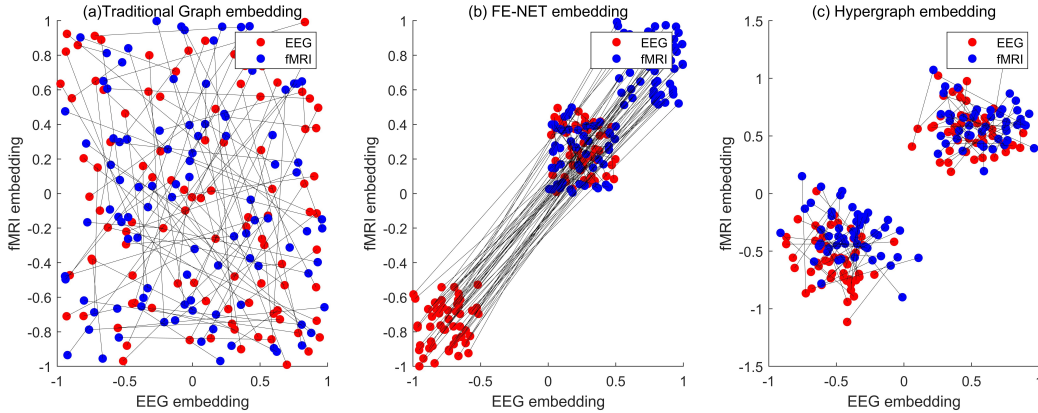 (a)Traditional Graph embedding
EEG
fMRI
fMRI embedding
1
0.8
0.6
0.4
0.2
0
-0.2
-0.4
-0.6
-0.8
-1
-1
-0.5
0
0.5
1
EEG embedding
(b) FE-NET embedding
EEG
fMRI
fMRI embedding
1
0.8
0.6
0.4
0.2
0
-0.2
-0.4
-0.6
-0.8
-1
-1
-0.5
0
0.5
1
EEG embedding
(c) Hypergraph embedding
EEG
fMRI
fMRI embedding
1.5
1
0.5
0
-0.5
-1
-1.5
-1
-0.5
0
0.5
1
EEG embedding